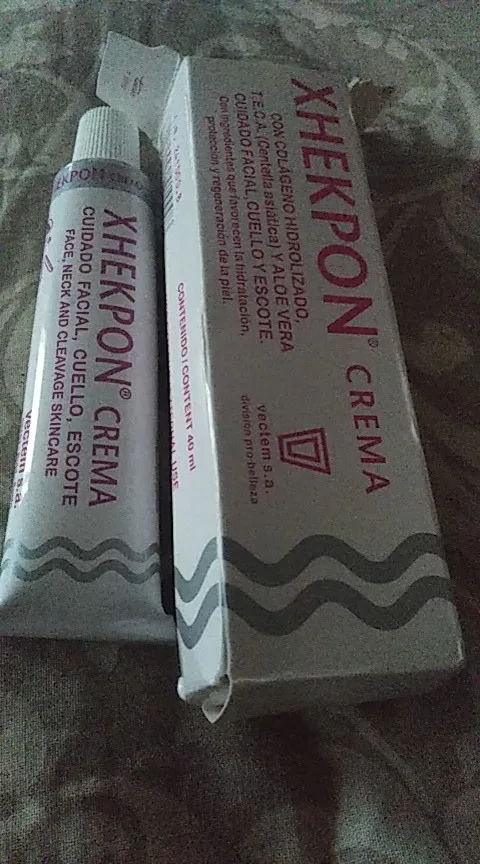 XHEKPON® CREMA
CON COLÁGENO HIDROLIZADO,
T.E.C.A. (Centella asiática) Y ALOE VERA
CUIDADO FACIAL, CUELLO Y ESCOTE.
Con ingredientes que favorecen la hidratación,
protección y regeneración de la piel.
vectem s.a.
división pro-belleza
CONTENIDO / CONTENT 40 ml
USE
XHEKPON® CREMA
CUIDADO FACIAL, CUELLO, ESCOTE
FACE, NECK AND CLEAVAGE SKINCARE
vectem s.a.